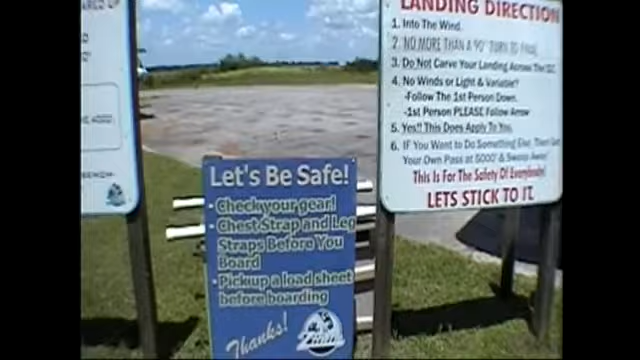 LANDING DIRECTION
1. Into The Wind.
2. NO MORE THAN A 90° TURN TO FINAL
3. Do Not Carve Your Landing Across The
4. No Winds or Light & Variable?
-Follow The 1st Person Down.
-1st Person PLEASE Follow Arrow
5. Yes!! This Does Apply To You.
6. IF You Want to Do Something Else, Then Get
Your Own Pass at 5000' & Swoop Away!
This Is For The Safety Of Everybody!
LETS STICK TO IT.
Let's Be Safe!
• Check your gear!
• Chest Strap and Leg
Straps Before You
Board
• Pickup a load sheet
before boarding
Thanks!